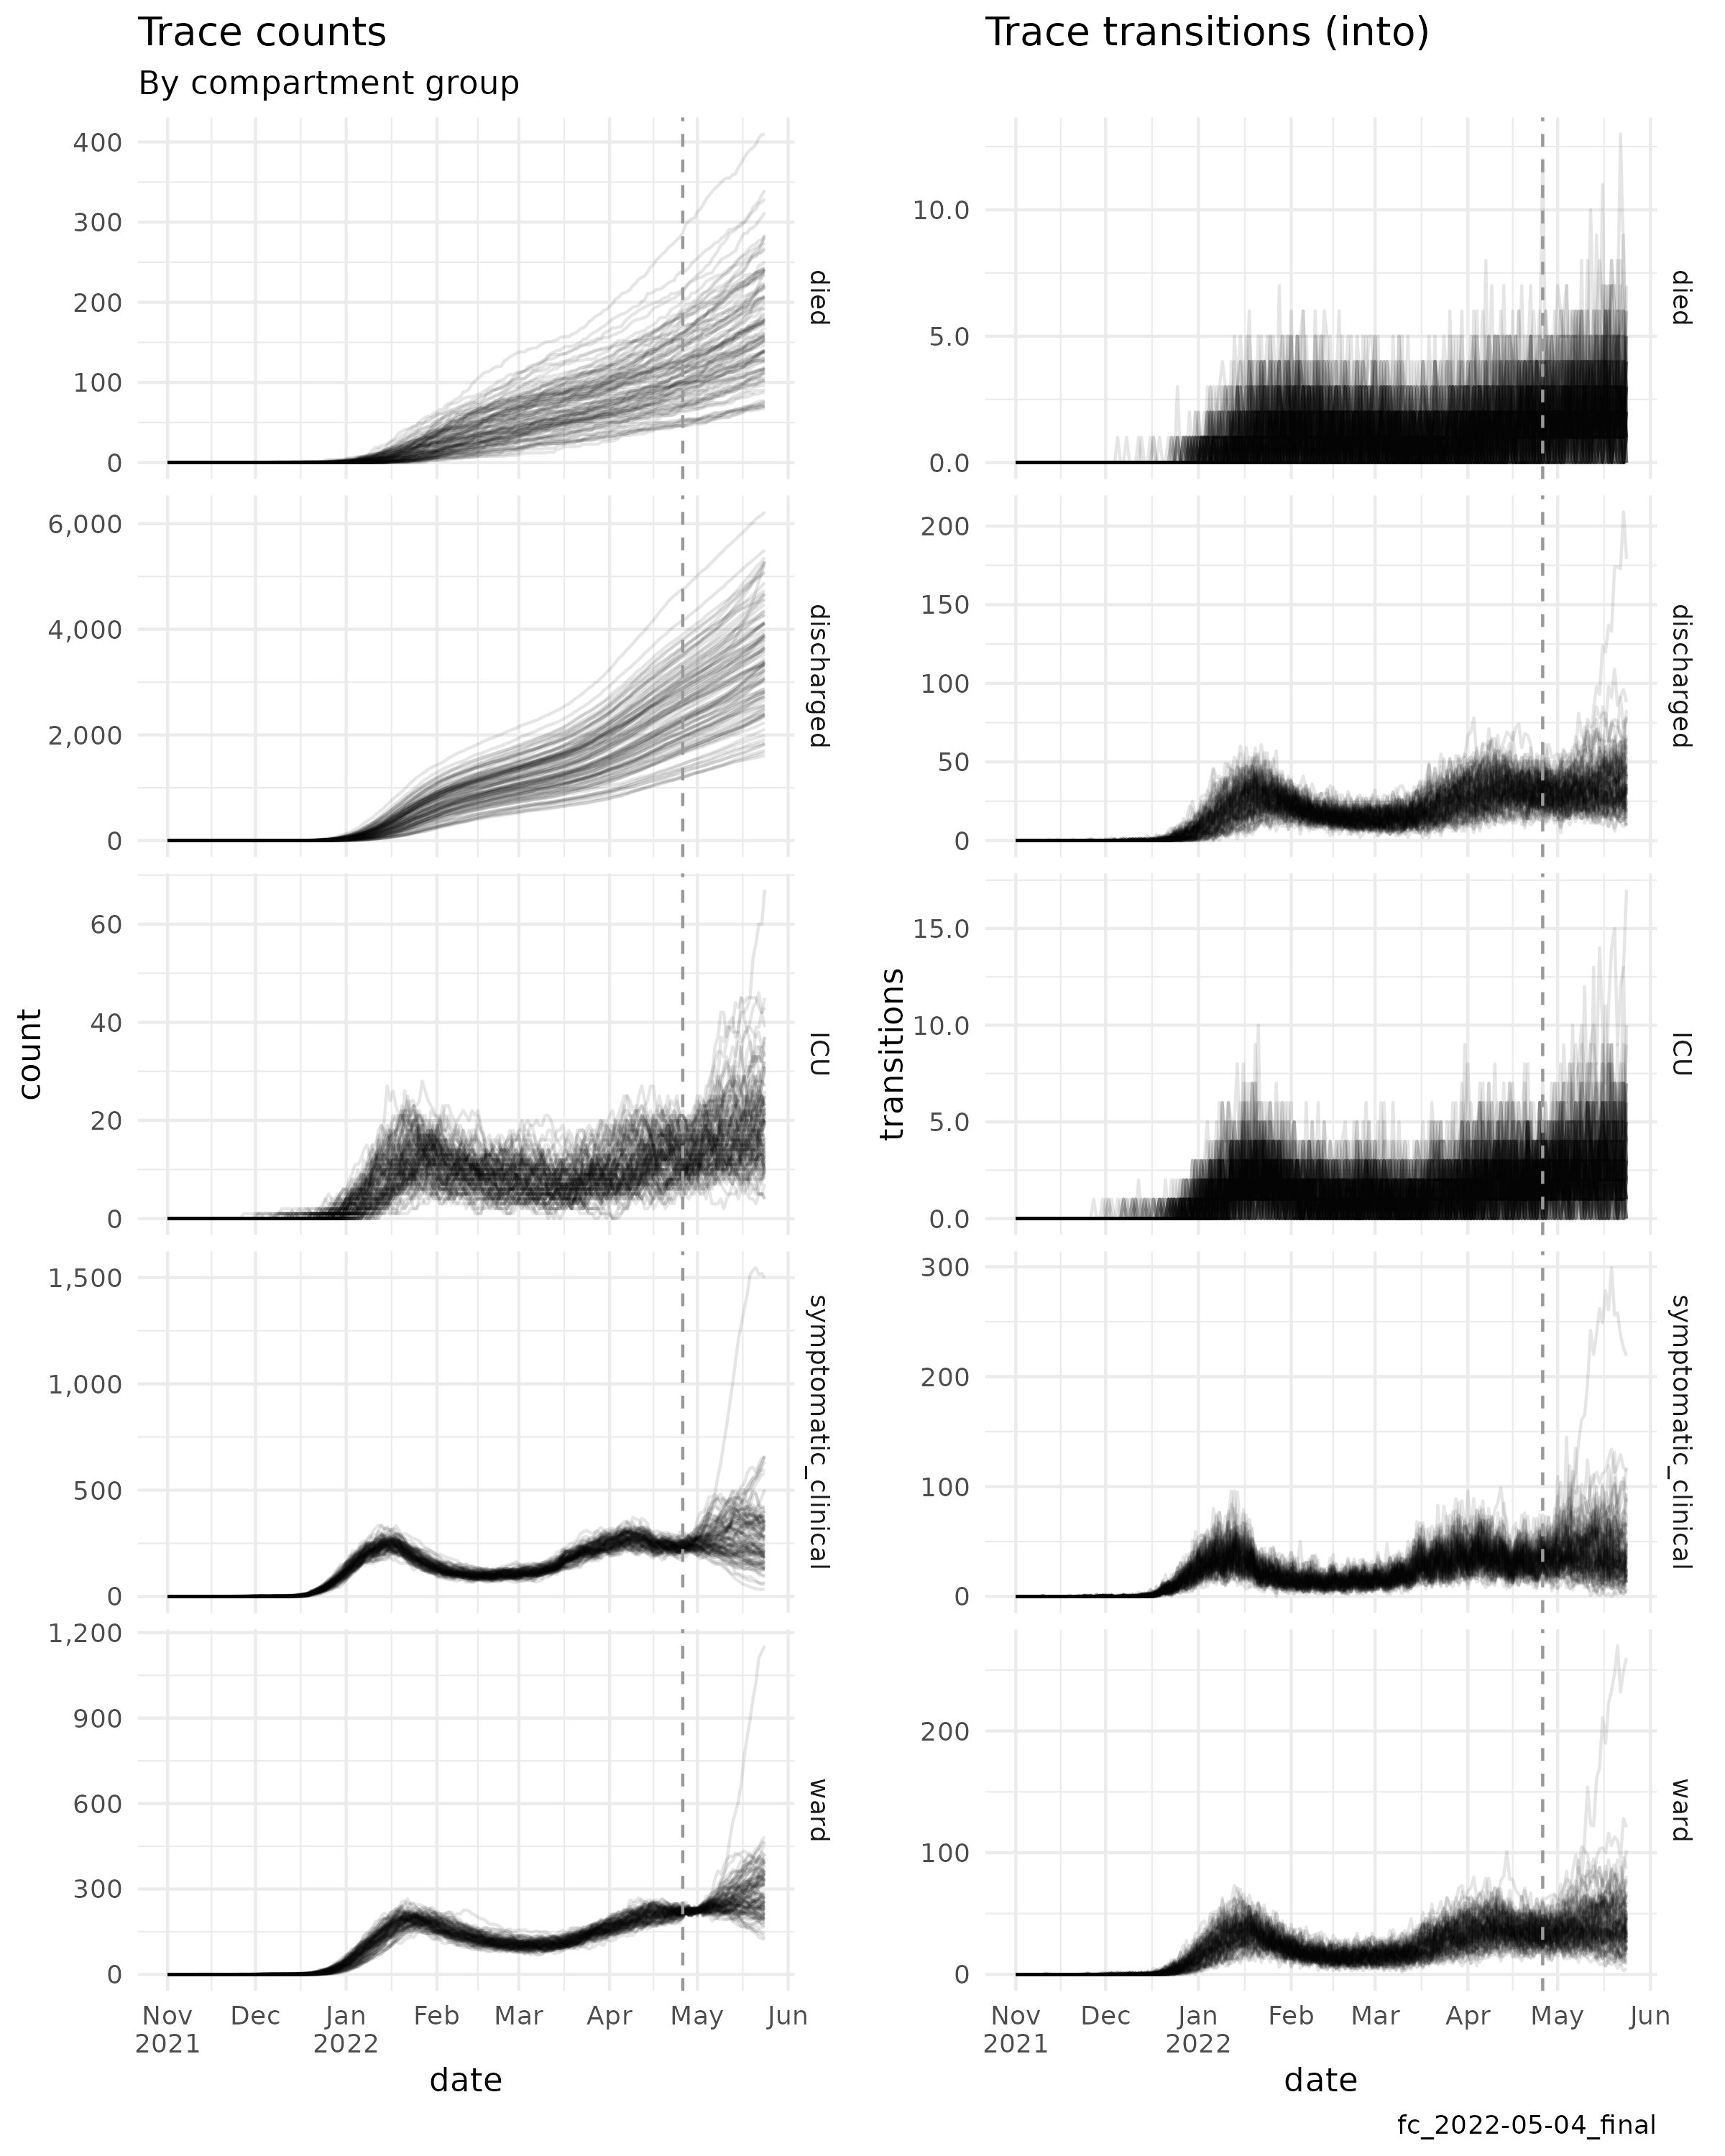 Trace counts
By compartment group
count
400
300
200
100
0
died
6,000
4,000
2,000
0
discharged
60
40
20
0
ICU
1,500
1,000
500
0
symptomatic_clinical
1,200
900
600
300
0
ward
Nov Dec Jan Feb Mar Apr May Jun
2021 2022
date
Trace transitions (into)
transitions
10.0
5.0
0.0
died
200
150
100
50
0
discharged
15.0
10.0
5.0
0.0
ICU
300
200
100
0
symptomatic_clinical
200
100
0
ward
Nov Dec Jan Feb Mar Apr May Jun
2021 2022
date
fc_2022-05-04_final